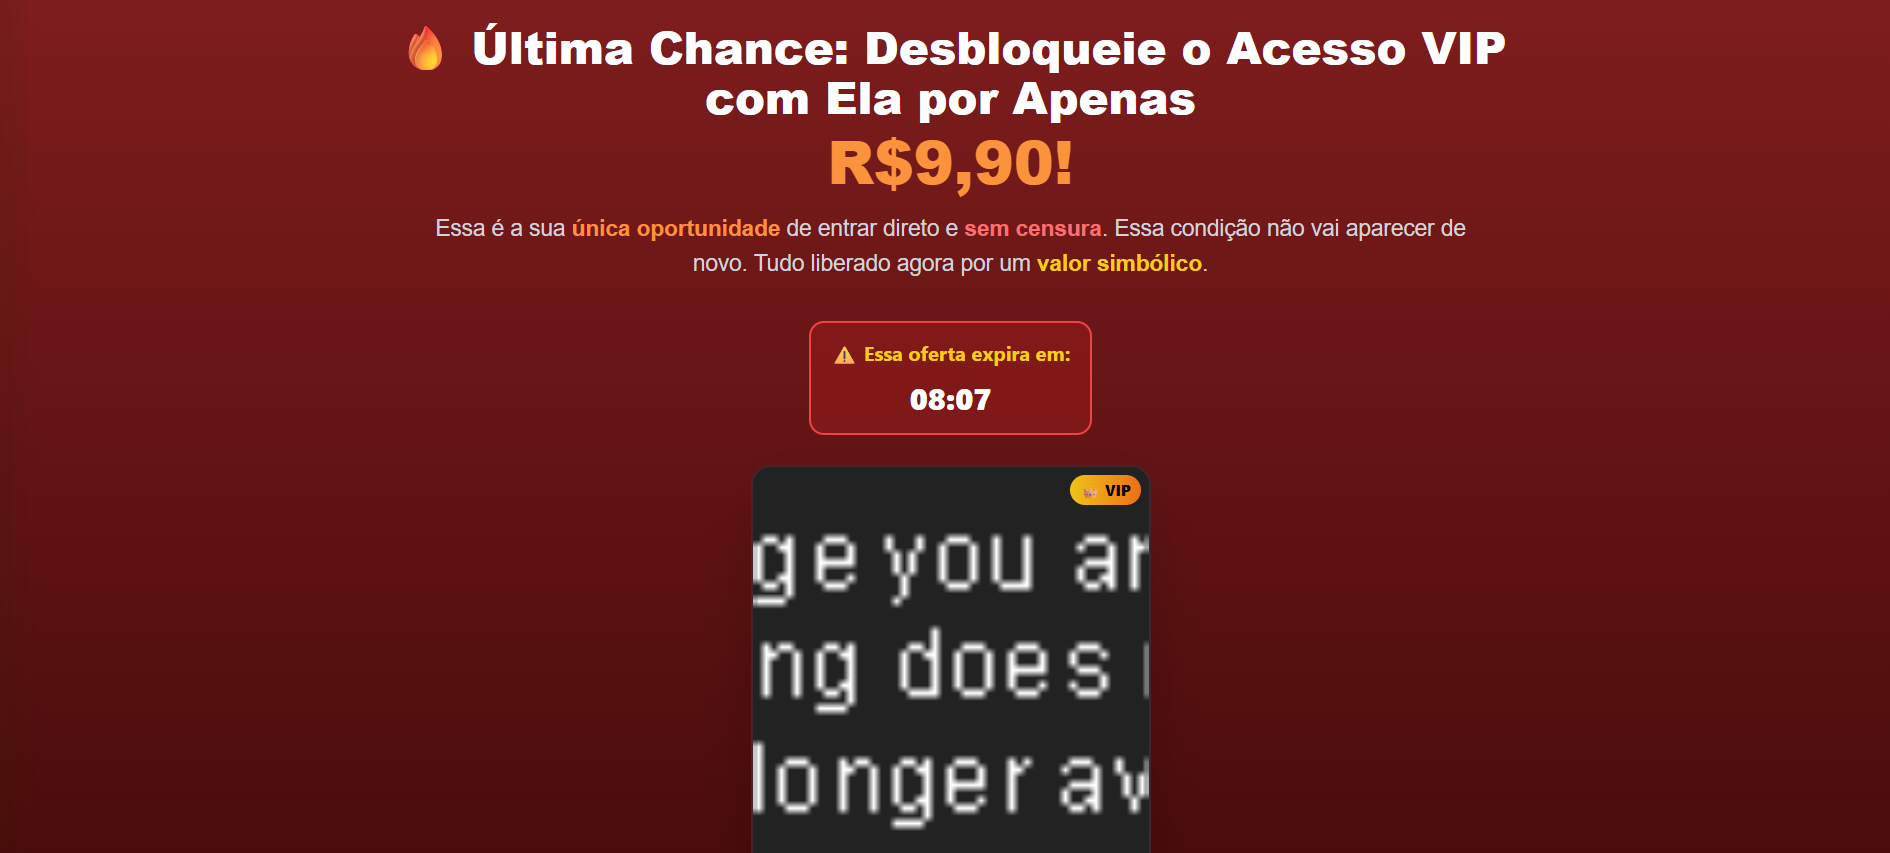 🔥 Última Chance: Desbloqueie o Acesso VIP
com Ela por Apenas
R$9,90!
Essa é a sua única oportunidade de entrar direto e sem censura. Essa condição não vai aparecer de
novo. Tudo liberado agora por um valor simbólico.
⚠️ Essa oferta expira em:
08:07
👑 VIP
ge you ar
ng does
longer av